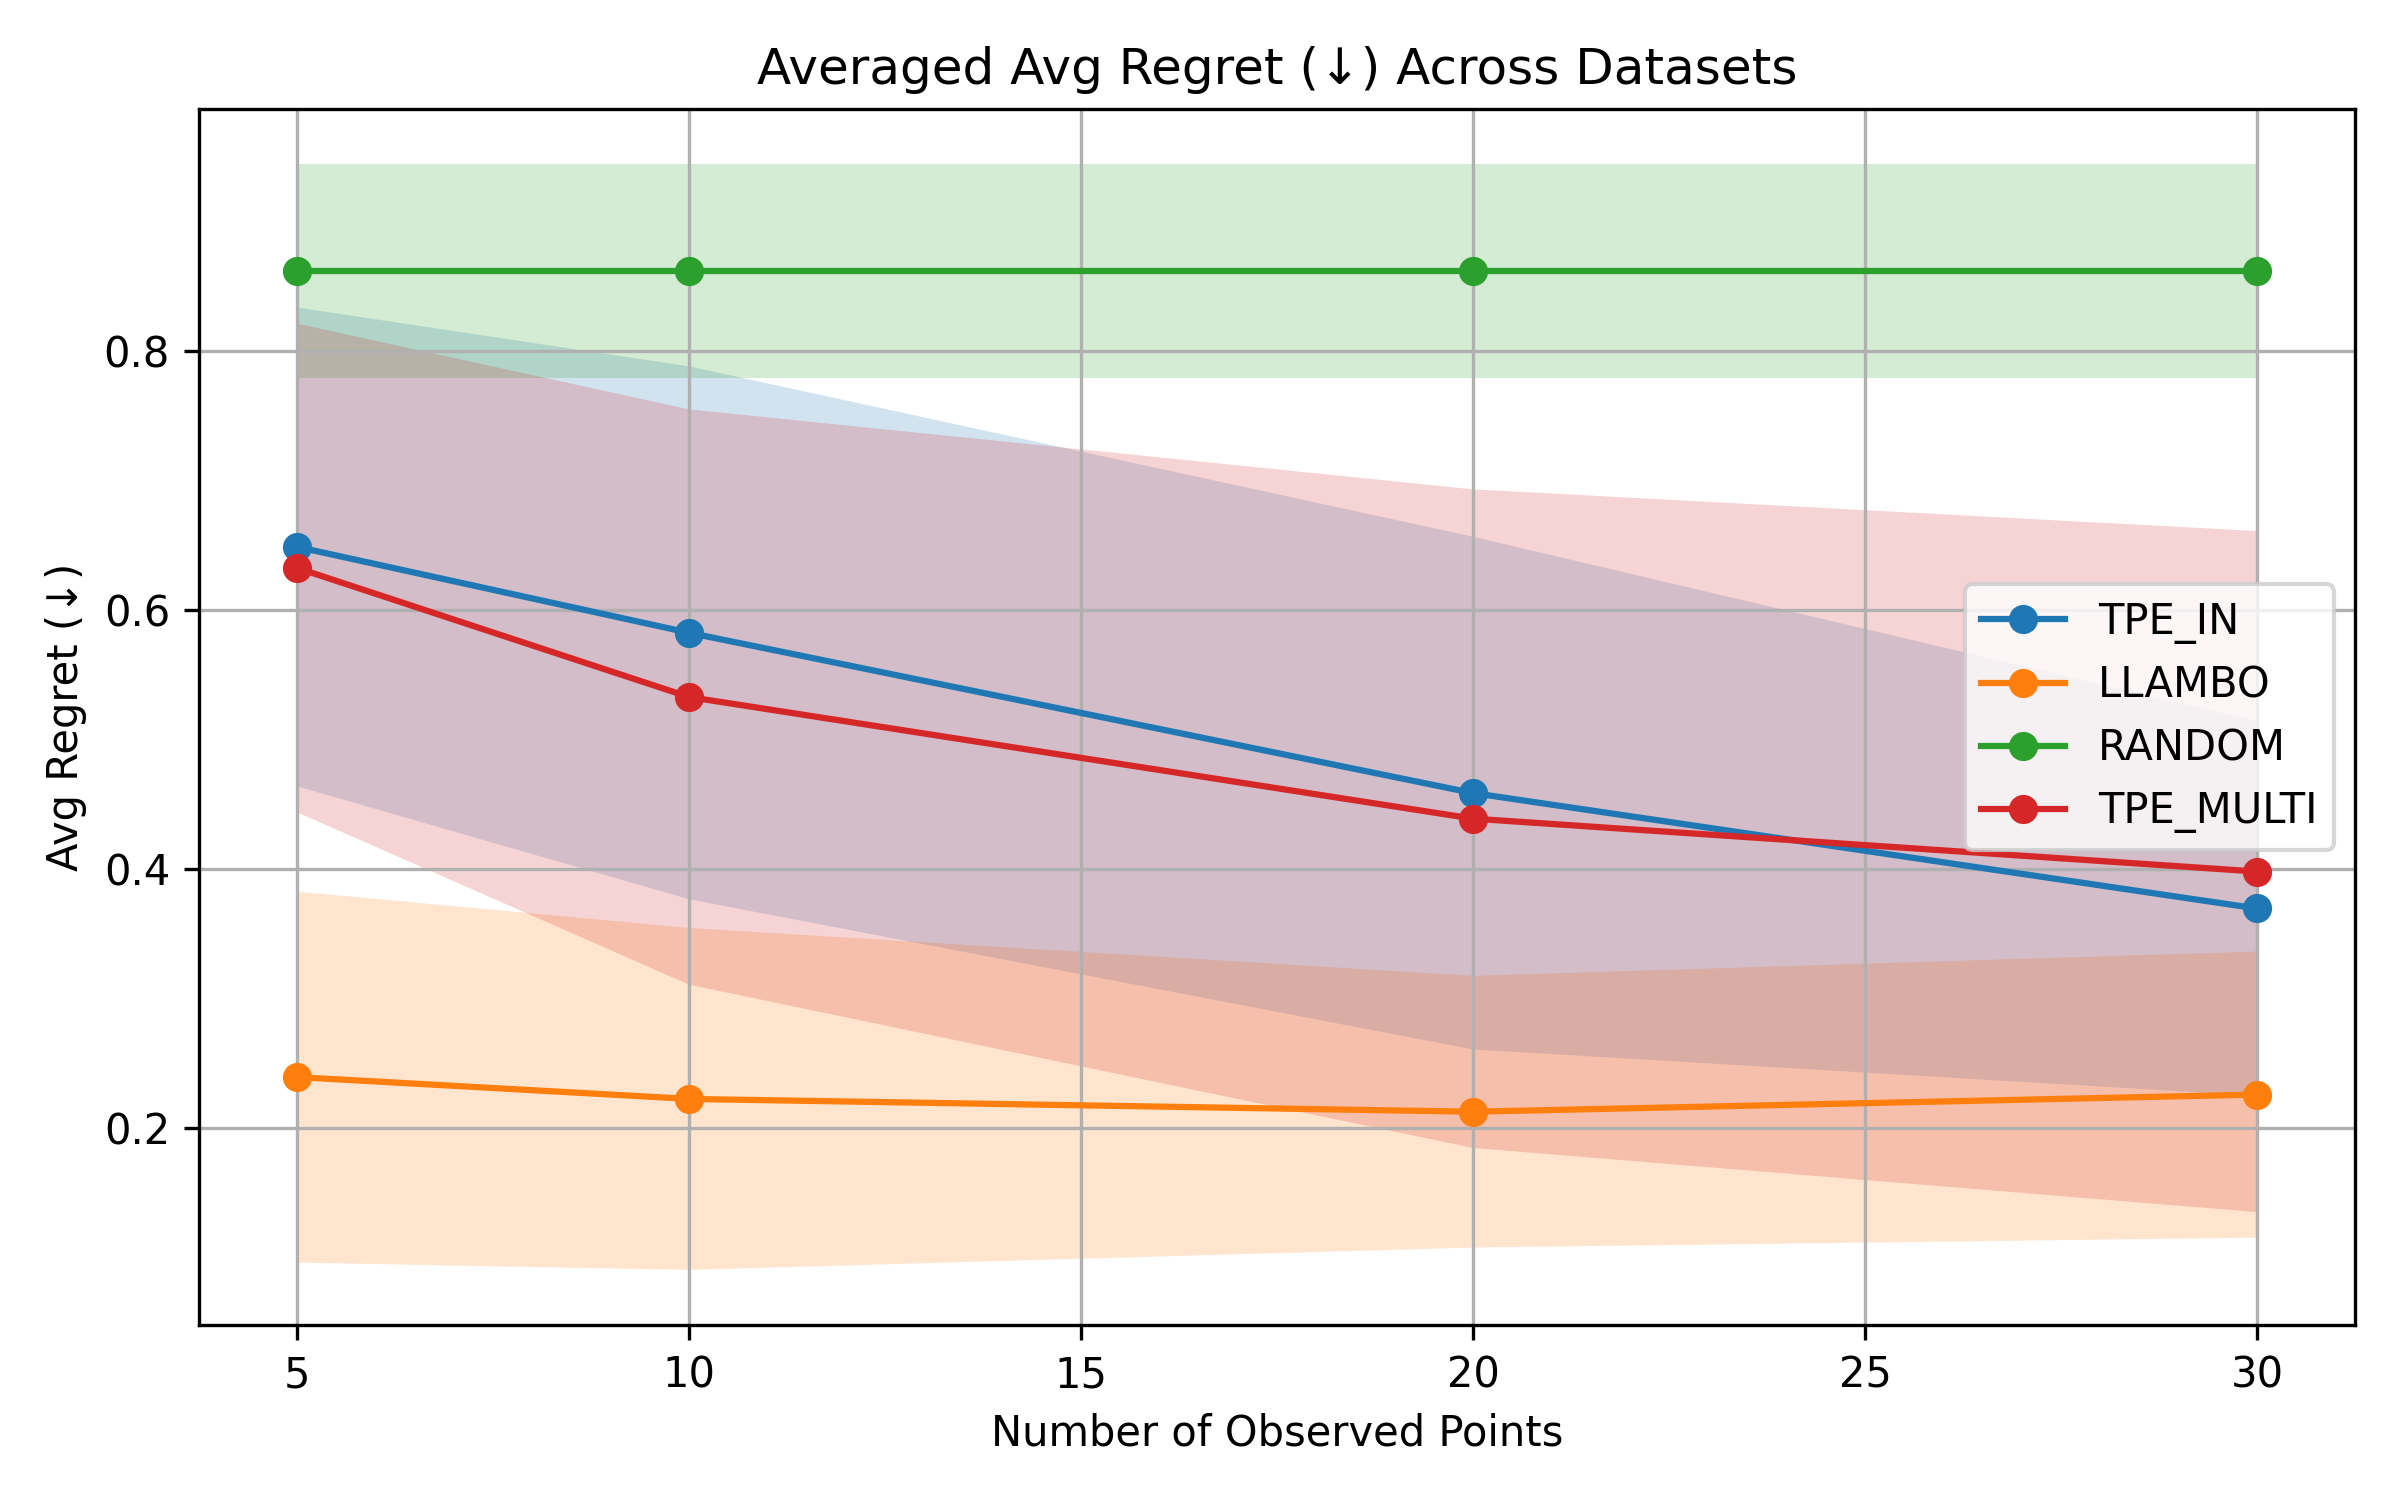 Averaged Avg Regret (↓) Across Datasets
Avg Regret (↓)
0.8
0.6
0.4
0.2
TPE_IN
LLAMBO
RANDOM
TPE_MULTI
5 10 15 20 25 30
Number of Observed Points